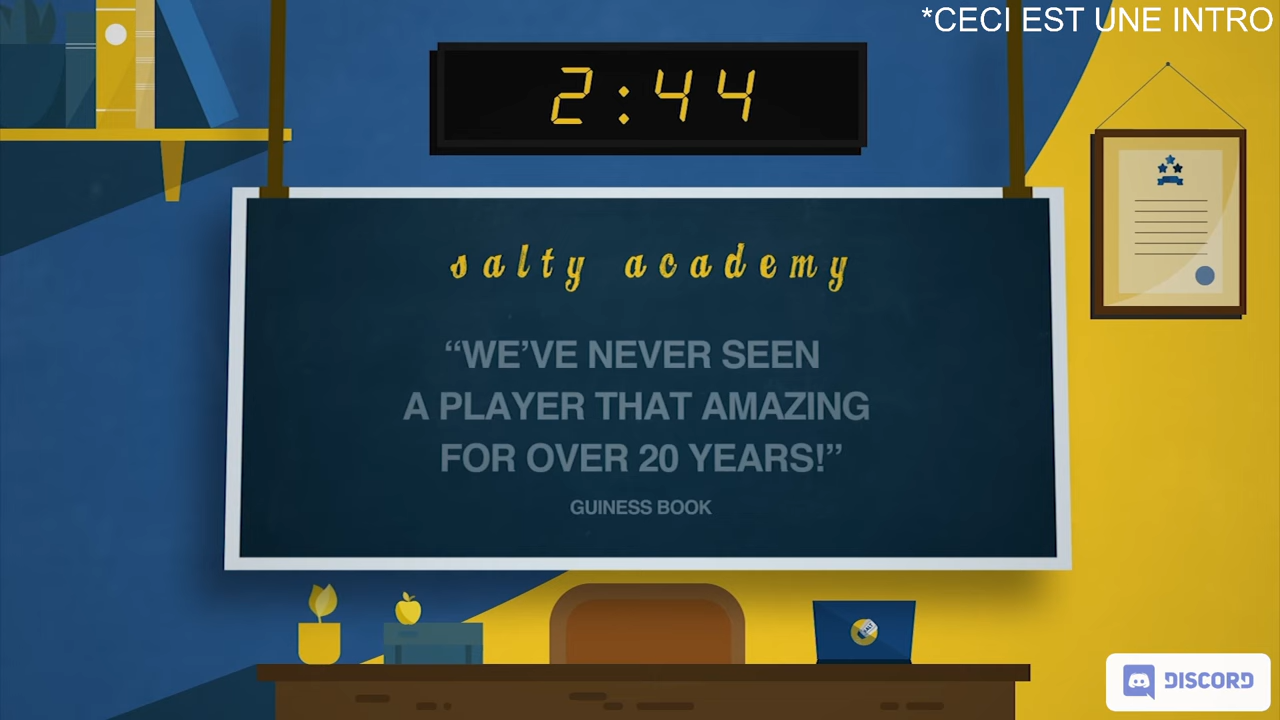 *CECI EST UNE INTRO
2:44
salty academy
“WE’VE NEVER SEEN
A PLAYER THAT AMAZING
FOR OVER 20 YEARS!”
GUINESS BOOK
SALT
DISCORD